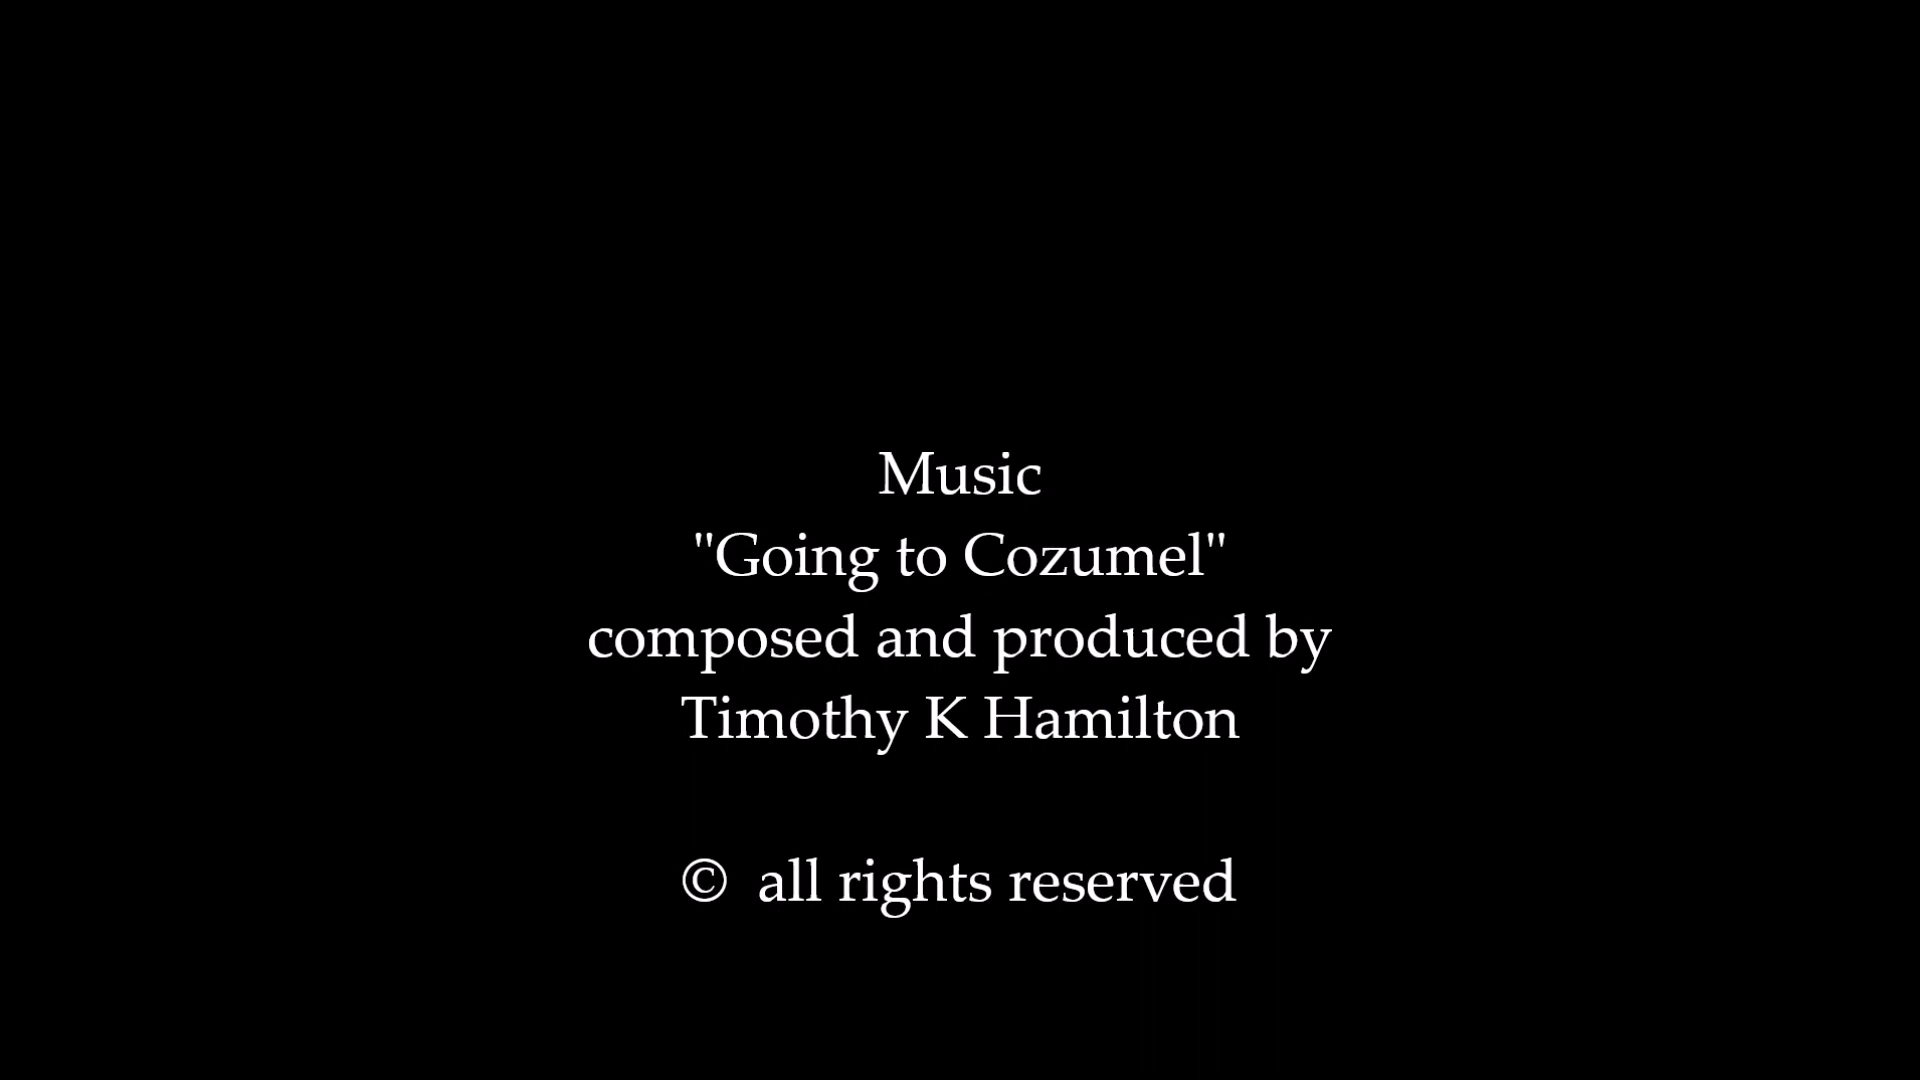 Music
"Going to Cozumel"
composed and produced by
Timothy K Hamilton
© all rights reserved